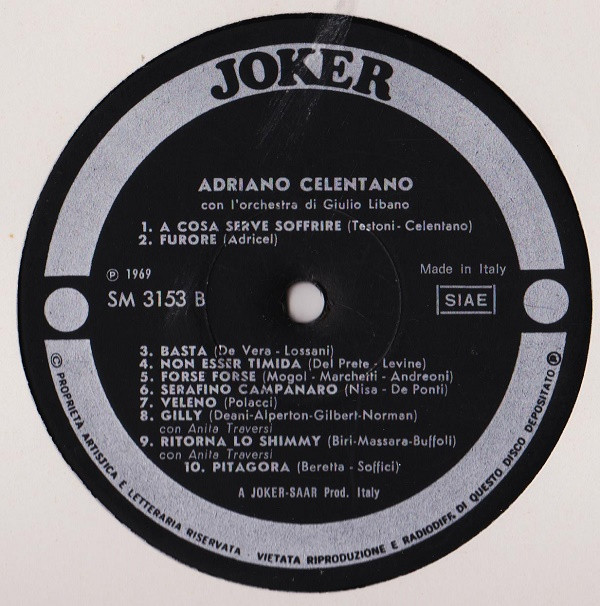 JOKER
ADRIANO CELENTANO
con l'orchestra di Giulio Libano
1. A COSA SERVE SOFFRIRE (Testoni-Celentano)
2. FURORE (Adricel)
Ⓟ 1969
Made in Italy
SM 3153 B
SIAE
3. BASTA (De Vera - Lossani)
4. NON ESSER TIMIDA (Del Prete - Levine)
5. FORSE FORSE (Mogol - Marcheti - Andreoni)
6. SERAFINO CAMPANARO (Nisa - De Ponti)
7. VELENO (Polacci)
8. GILLY (Deani-Alperton-Gilbert-Norman)
con Anita Traversi
9. RITORNA LO SHIMMY (Biri-Massara-Buffoli)
con Anita Traversi
10. PITAGORA (Beretta - Soffici)
A JOKER-SAAR Prod. Italy
© PROPRIETA ARTISTICA E LETTERARIA RISERVATA - VIETATA RIPRODUZIONE E RADIODIFF. DI QUESTO DISCO DEPOSITATO Ⓟ